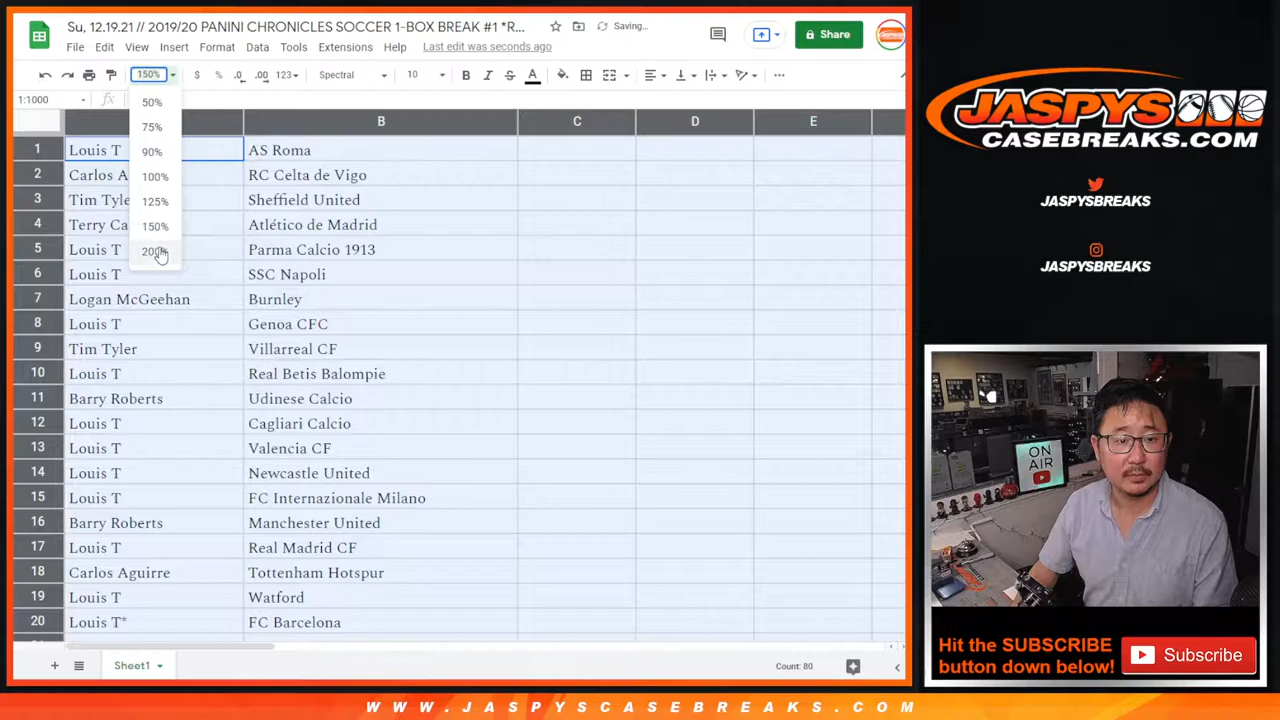 Su, 12.19.21 // 2019/20 PANINI CHRONICLES SOCCER 1-BOX BREAK #1 *R... Saving...
File Edit View Insert Format Data Tools Extensions Help Last edit was seconds ago
Share
150% $ % .0 .00 123 Spectral 10 B I S A
1:1000 fx
50%
75%
90%
100%
125%
150%
200%
B C D E
1 Louis T AS Roma
2 Carlos A RC Celta de Vigo
3 Tim Tyle Sheffield United
4 Terry Ca Atlético de Madrid
5 Louis T Parma Calcio 1913
6 Louis T SSC Napoli
7 Logan McGeehan Burnley
8 Louis T Genoa CFC
9 Tim Tyler Villarreal CF
10 Louis T Real Betis Balompie
11 Barry Roberts Udinese Calcio
12 Louis T Cagliari Calcio
13 Louis T Valencia CF
14 Louis T Newcastle United
15 Louis T FC Internazionale Milano
16 Barry Roberts Manchester United
17 Louis T Real Madrid CF
18 Carlos Aguirre Tottenham Hotspur
19 Louis T Watford
20 Louis T* FC Barcelona
Sheet1 Count: 80
JASPYS
CASEBREAKS.COM
JASPYSBREAKS
JASPYSBREAKS
ON
AIR
Hit the SUBSCRIBE
button down below!
Subscribe
WWW.JASPYSCASEBREAKS.COM